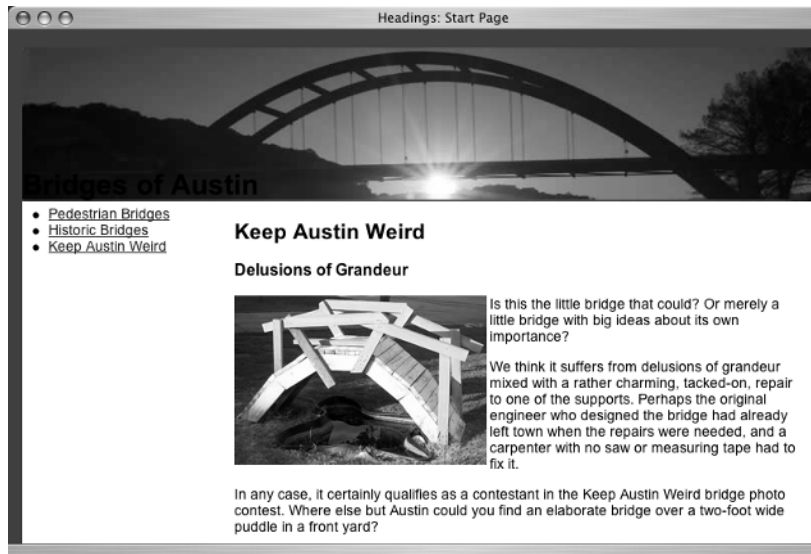 Headings: Start Page
Bridges of Austin
Pedestrian Bridges
Historic Bridges
Keep Austin Weird
Keep Austin Weird
Delusions of Grandeur
Is this the little bridge that could? Or merely a
little bridge with big ideas about its own
importance?
We think it suffers from delusions of grandeur
mixed with a rather charming, tacked-on, repair
to one of the supports. Perhaps the original
engineer who designed the bridge had already
left town when the repairs were needed, and a
carpenter with no saw or measuring tape had to
fix it.
In any case, it certainly qualifies as a contestant in the Keep Austin Weird bridge photo
contest. Where else but Austin could you find an elaborate bridge over a two-foot wide
puddle in a front yard?